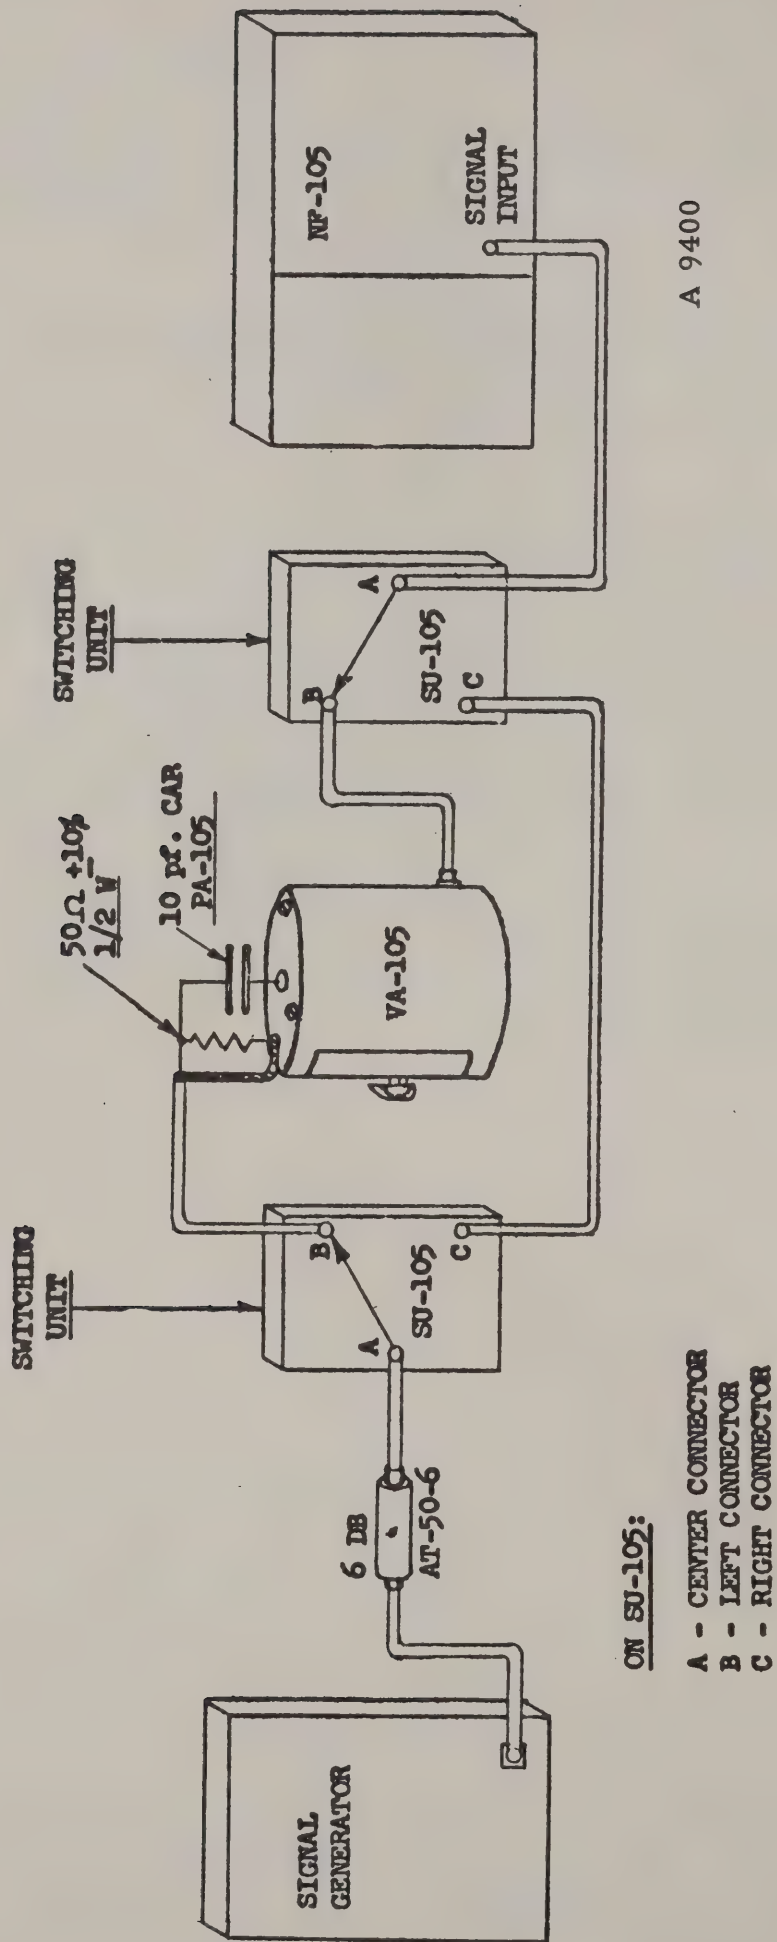 SWITCHING
UNIT
SWITCHING
UNIT
50Ω ±10%
1/2 W
10 pf. CAR
PA-105
SIGNAL
GENERATOR
6 DB
AT-50-6
A
B
C
SU-105
VA-105
B
A
C
SU-105
NF-105
SIGNAL
INPUT
ON SU-105:
A - CENTER CONNECTOR
B - LEFT CONNECTOR
C - RIGHT CONNECTOR
A 9400